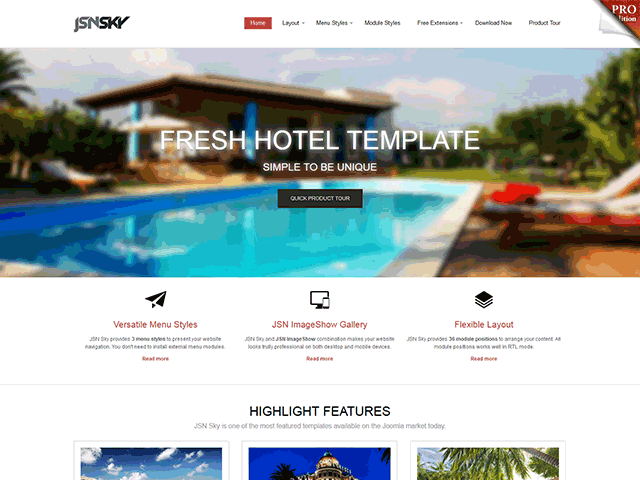 JSNSKY
Home Layout Menu Styles Module Styles Free Extensions Download Now Product Tour
PRO
Edition
FRESH HOTEL TEMPLATE
SIMPLE TO BE UNIQUE
QUICK PRODUCT TOUR
Versatile Menu Styles
JSN Sky provides 3 menu styles to present your website
navigation. You don't need to install external menu modules.
Read more
JSN ImageShow Gallery
JSN Sky and JSN ImageShow combination makes your website
looks trully professional on both desktop and mobile devices.
Read more
Flexible Layout
JSN Sky provides 36 module positions to arrange your content. All
module positions works well in RTL mode.
Read more
HIGHLIGHT FEATURES
JSN Sky is one of the most featured templates available on the Joomla market today.